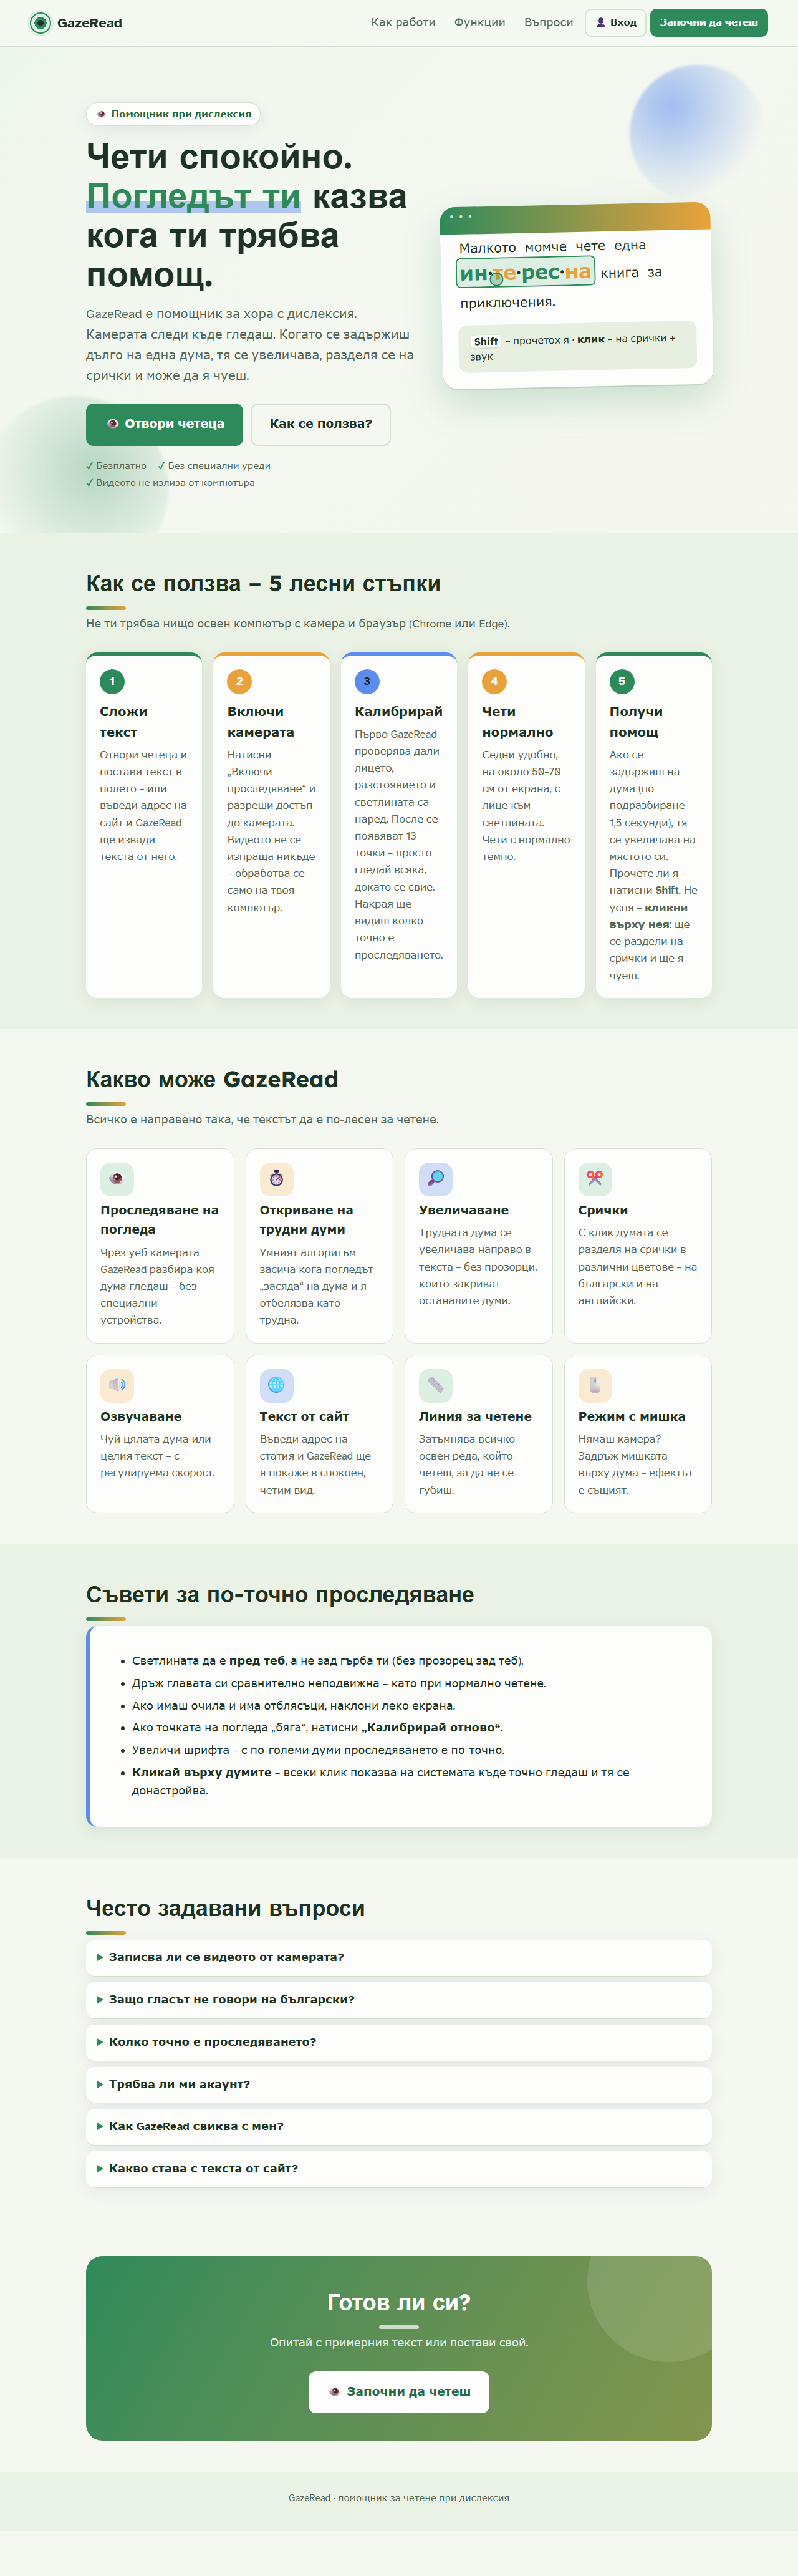 GazeRead
Как работи
Функции
Въпроси
Вход
Започни да четеш
Помощник при дислексия
Чети спокойно.
Погледът ти казва
кога ти трябва
помощ.
GazeRead е помощник за хора с дислексия.
Камерата следи къде гледаш. Когато се задържиш
дълго на една дума, тя се увеличава, разделя се на
срички и може да я чуеш.
Отвори четеца
Как се ползва?
✓ Безплатно ✓ Без специални уреди
✓ Видеото не излиза от компютъра
Малкото момче чете една
ин·те·рес·на книга за
приключения.
Shift – прочетох я · клик – на срички +
звук
Как се ползва – 5 лесни стъпки
Не ти трябва нищо освен компютър с камера и браузър (Chrome или Edge).
1
Сложи
текст
Отвори четеца и
постави текст в
полето – или
въведи адрес на
сайт и GazeRead
ще извади
текста от него.
2
Включи
камерата
Натисни
„Включи
проследяване“ и
разреши достъп
до камерата.
Видеото не се
изпраща никъде
– обработва се
само на твоя
компютър.
3
Калибрирай
Първо GazeRead
проверява дали
лицето,
разстоянието и
светлината са
наред. После се
появяват 13
точки – просто
гледай всяка,
докато се свие.
Накрая ще
видиш колко
точно е
проследяването.
4
Чети
нормално
Седни удобно,
на около 50–70
см от екрана, с
лице към
светлината.
Чети с нормално
темпо.
5
Получи
помощ
Ако се
задържиш на
дума (по
подразбиране
1,5 секунди), тя
се увеличава на
мястото си.
Прочете ли я –
натисни Shift. Не
успя – кликни
върху нея: ще
се раздели на
срички и ще я
чуеш.
Какво може GazeRead
Всичко е направено така, че текстът да е по-лесен за четене.
Проследяване на
погледа
Чрез уеб камерата
GazeRead разбира коя
дума гледаш – без
специални
устройства.
Откриване на
трудни думи
Умният алгоритъм
засича кога погледът
„засяда“ на дума и я
отбелязва като
трудна.
Увеличаване
Трудната дума се
увеличава направо в
текста – без прозорци,
които закриват
останалите думи.
Срички
С клик думата се
разделя на срички в
различни цветове – на
български и на
английски.
Озвучаване
Чуй цялата дума или
целия текст – с
регулируема скорост.
Текст от сайт
Въведи адрес на
статия и GazeRead ще
я покаже в спокоен,
четим вид.
Линия за четене
Затъмнява всичко
освен реда, който
четеш, за да не се
губиш.
Режим с мишка
Нямаш камера?
Задръж мишката
върху дума – ефектът
е същият.
Съвети за по-точно проследяване
• Светлината да е пред теб, а не зад гърба ти (без прозорец зад теб).
• Дръж главата си сравнително неподвижна – като при нормално четене.
• Ако имаш очила и има отблясъци, наклони леко екрана.
• Ако точката на погледа „бяга“, натисни „Калибрирай отново“.
• Увеличи шрифта – с по-големи думи проследяването е по-точно.
• Кликай върху думите – всеки клик показва на системата къде точно гледаш и тя се
донастройва.
Често задавани въпроси
Записва ли се видеото от камерата?
Защо гласът не говори на български?
Колко точно е проследяването?
Трябва ли ми акаунт?
Как GazeRead свиква с мен?
Какво става с текста от сайт?
Готов ли си?
Опитай с примерния текст или постави свой.
Започни да четеш
GazeRead · помощник за четене при дислексия